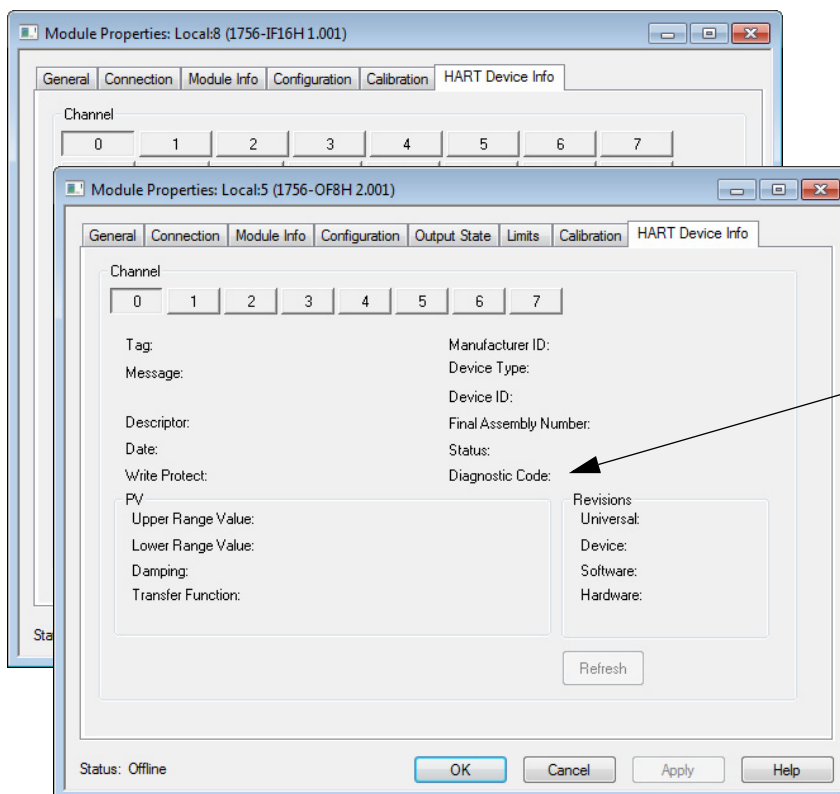 Module Properties: Local:8 (1756-IF16H 1.001)
General Connection Module Info Configuration Calibration HART Device Info
Channel
0 1 2 3 4 5 6 7
Module Properties: Local:5 (1756-OF8H 2.001)
General Connection Module Info Configuration Output State Limits Calibration HART Device Info
Channel
0 1 2 3 4 5 6 7
Tag: Manufacturer ID:
Message: Device Type:
Device ID:
Descriptor: Final Assembly Number:
Date: Status:
Write Protect: Diagnostic Code:
PV Revisions
Upper Range Value: Universal:
Lower Range Value: Device:
Damping: Software:
Transfer Function: Hardware:
Refresh
Status: Offline OK Cancel Apply Help